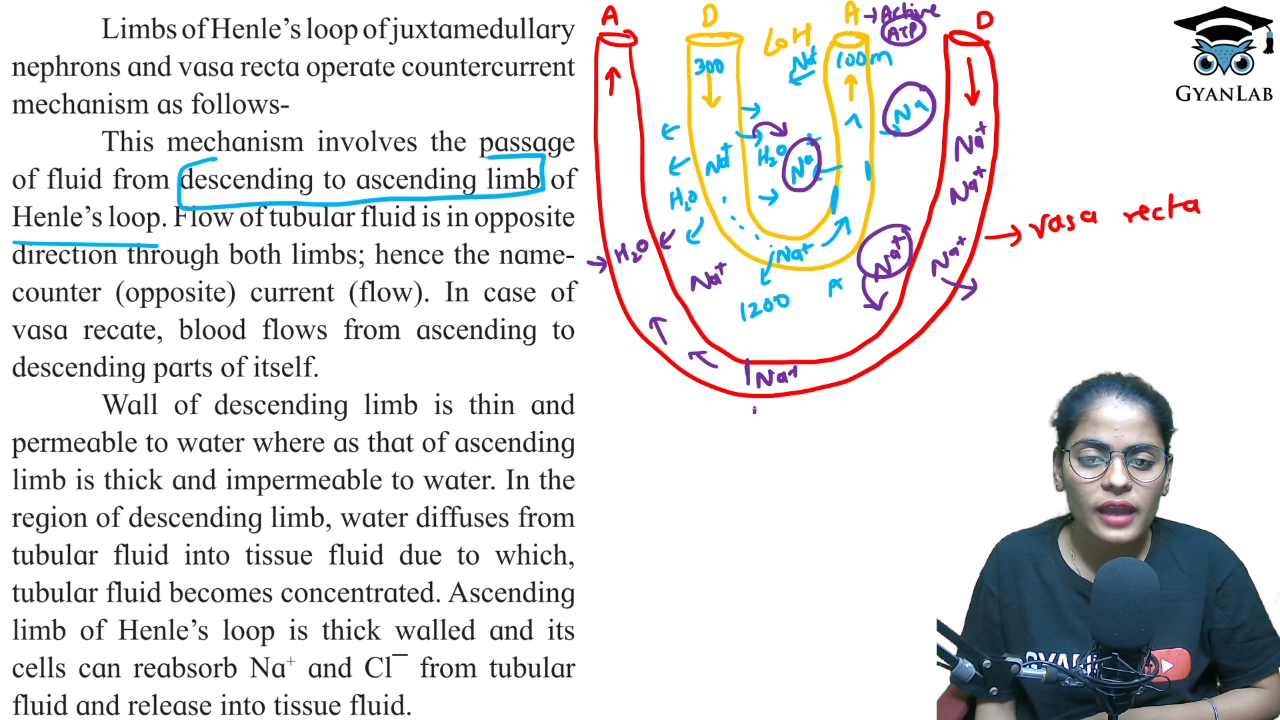 Limbs of Henle's loop of juxtamedullary
nephrons and vasa recta operate countercurrent
mechanism as follows-
This mechanism involves the passage
of fluid from descending to ascending limb of
Henle's loop. Flow of tubular fluid is in opposite
direction through both limbs; hence the name-
counter (opposite) current (flow). In case of
vasa recate, blood flows from ascending to
descending parts of itself.
Wall of descending limb is thin and
permeable to water where as that of ascending
limb is thick and impermeable to water. In the
region of descending limb, water diffuses from
tubular fluid into tissue fluid due to which,
tubular fluid becomes concentrated. Ascending
limb of Henle's loop is thick walled and its
cells can reabsorb Na⁺ and Cl⁻ from tubular
fluid and release into tissue fluid.
A
D
LOH
A → Active
ATP
D
300
Na⁺
100m
Na
Na⁺
H₂O
Na⁺
Na⁺
Na⁺
H₂O
vasa recta
H₂O
Na⁺
Na⁺
Na⁺
Na⁺
1200
Na⁺
GYANLAB